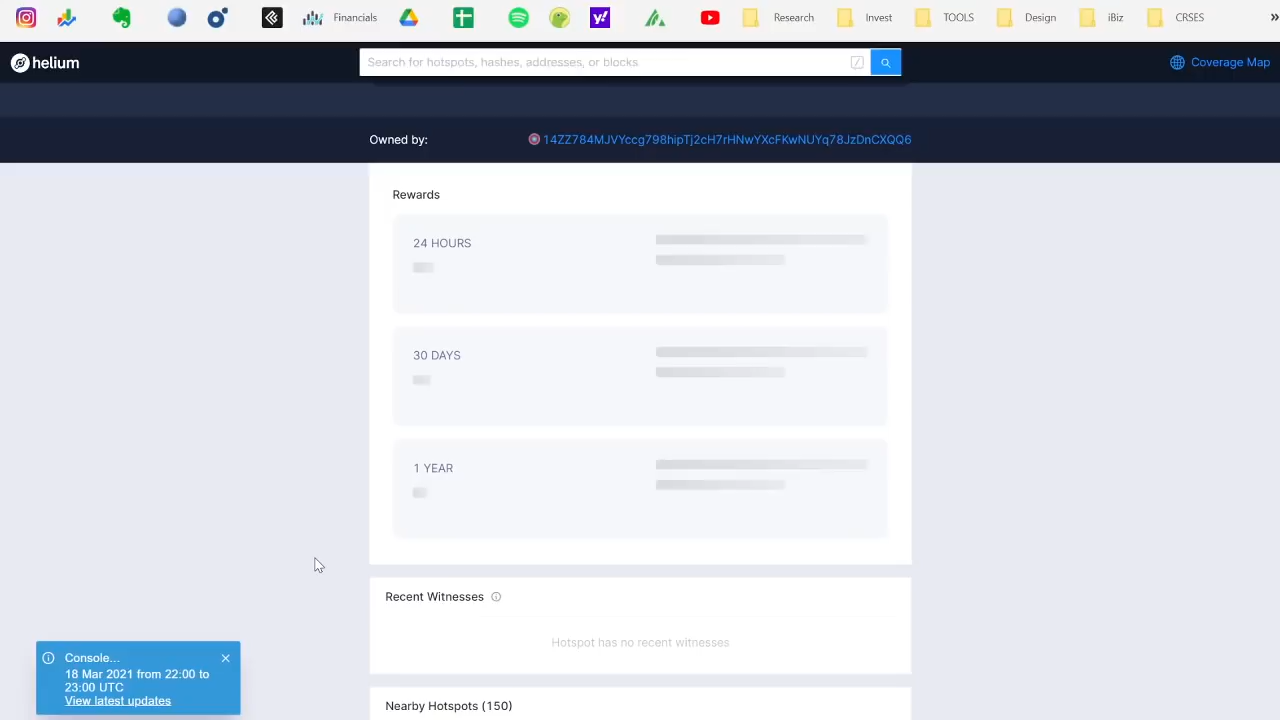 Financials
Research
Invest
TOOLS
Design
iBiz
CRSES
»
helium
Search for hotspots, hashes, addresses, or blocks
Coverage Map
Owned by:
14ZZ784MJVYccg798hipTj2cH7rHNwYXcFKwNUYq78JzDnCXQQ6
Rewards
24 HOURS
30 DAYS
1 YEAR
Recent Witnesses
Hotspot has no recent witnesses
Nearby Hotspots (150)
Console...
18 Mar 2021 from 22:00 to
23:00 UTC
View latest updates